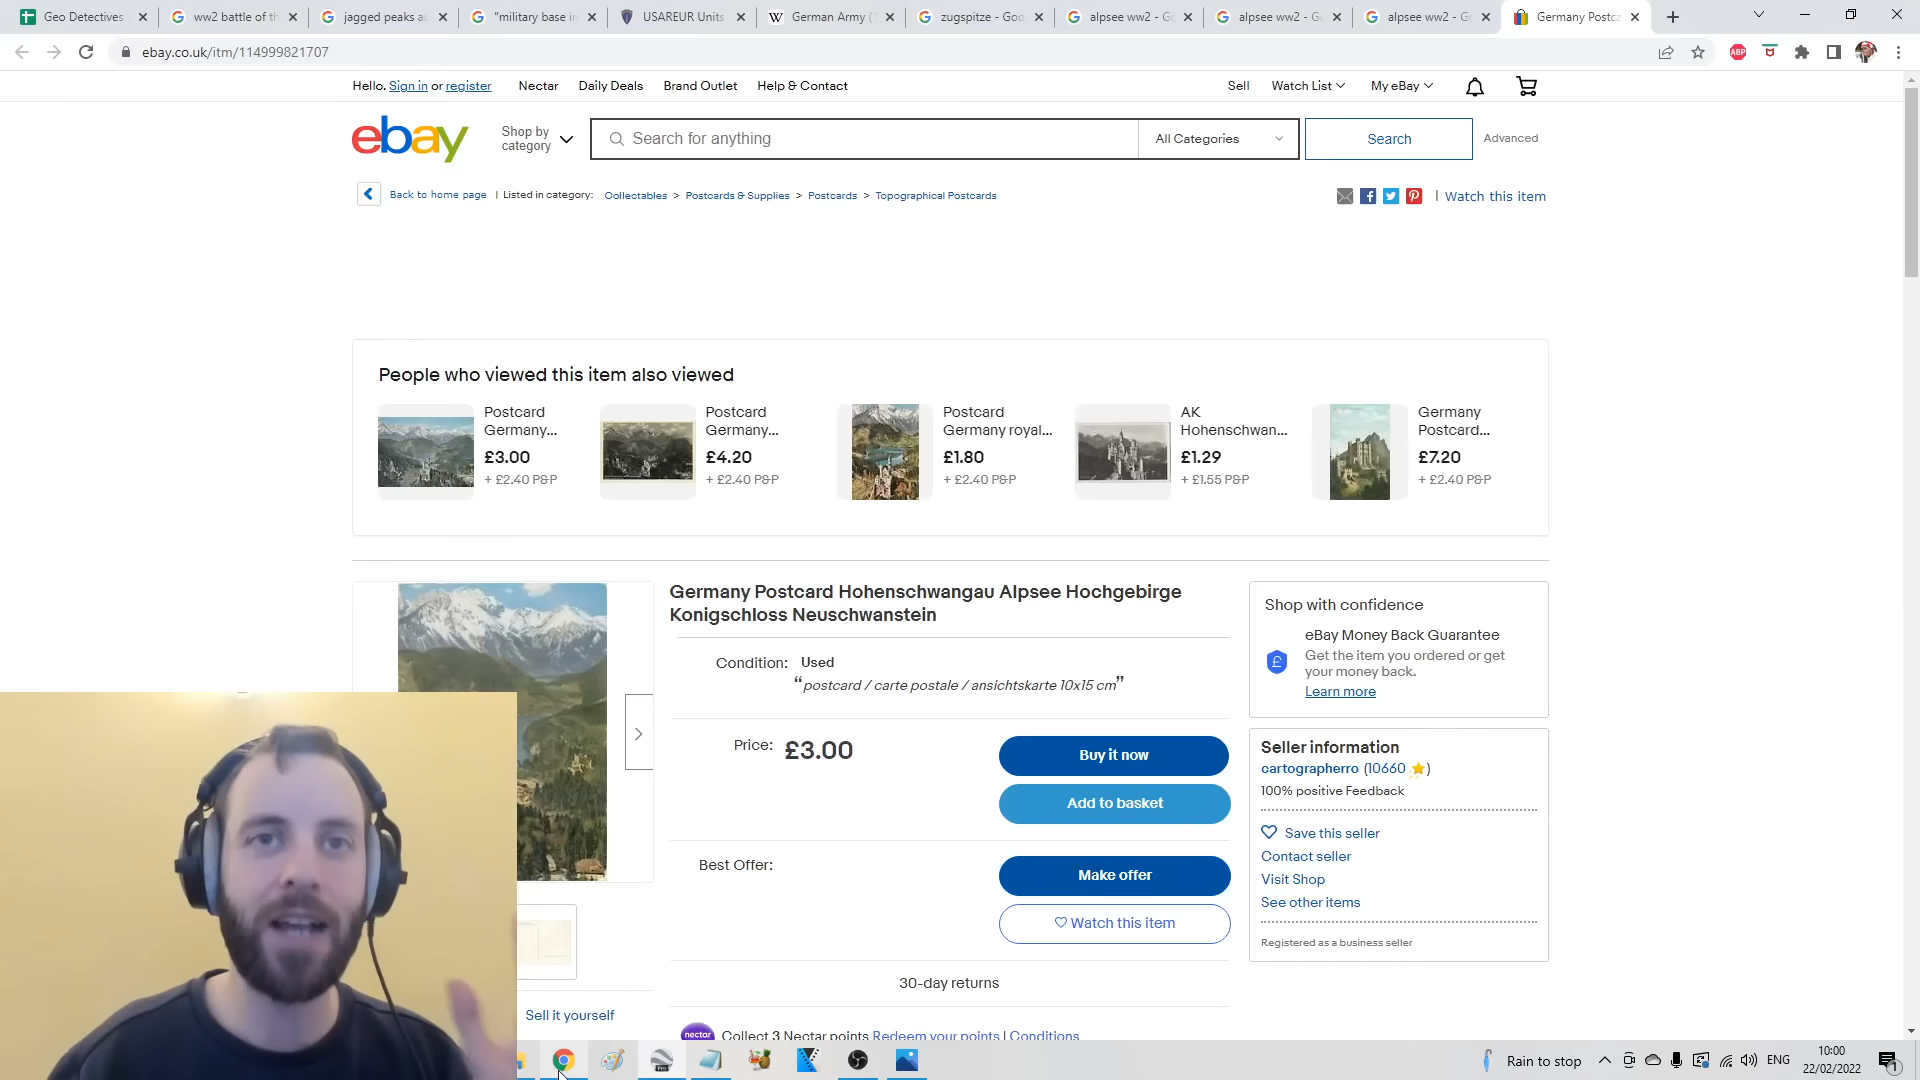 Geo Detectives
ww2 battle of th
jagged peaks au
"military base in
USAREUR Units
German Army (
zugspitze - Goo
alpsee ww2 - G
alpsee ww2 - G
alpsee ww2 - G
Germany Postca
ebay.co.uk/itm/114999821707
ABP
Hello. Sign in or register
Nectar
Daily Deals
Brand Outlet
Help & Contact
Sell
Watch List
My eBay
ebay
Shop by
category
Search for anything
All Categories
Search
Advanced
Back to home page | Listed in category: Collectables > Postcards & Supplies > Postcards > Topographical Postcards
| Watch this item
People who viewed this item also viewed
Postcard
Germany...
£3.00
+ £2.40 P&P
Postcard
Germany...
£4.20
+ £2.40 P&P
Postcard
Germany royal...
£1.80
+ £2.40 P&P
AK
Hohenschwan...
£1.29
+ £1.55 P&P
Germany
Postcard...
£7.20
+ £2.40 P&P
Germany Postcard Hohenschwangau Alpsee Hochgebirge
Konigschloss Neuschwanstein
Condition: Used
“postcard / carte postale / ansichtskarte 10x15 cm”
Price: £3.00
Buy it now
Add to basket
Best Offer:
Make offer
Watch this item
30-day returns
nectar
Collect 3 Nectar points Redeem your points | Conditions
Sell it yourself
Shop with confidence
eBay Money Back Guarantee
Get the item you ordered or get
your money back.
Learn more
Seller information
cartographerro (10660 )
100% positive Feedback
Save this seller
Contact seller
Visit Shop
See other items
Registered as a business seller
Pro
Rain to stop
ENG
10:00
22/02/2022
1